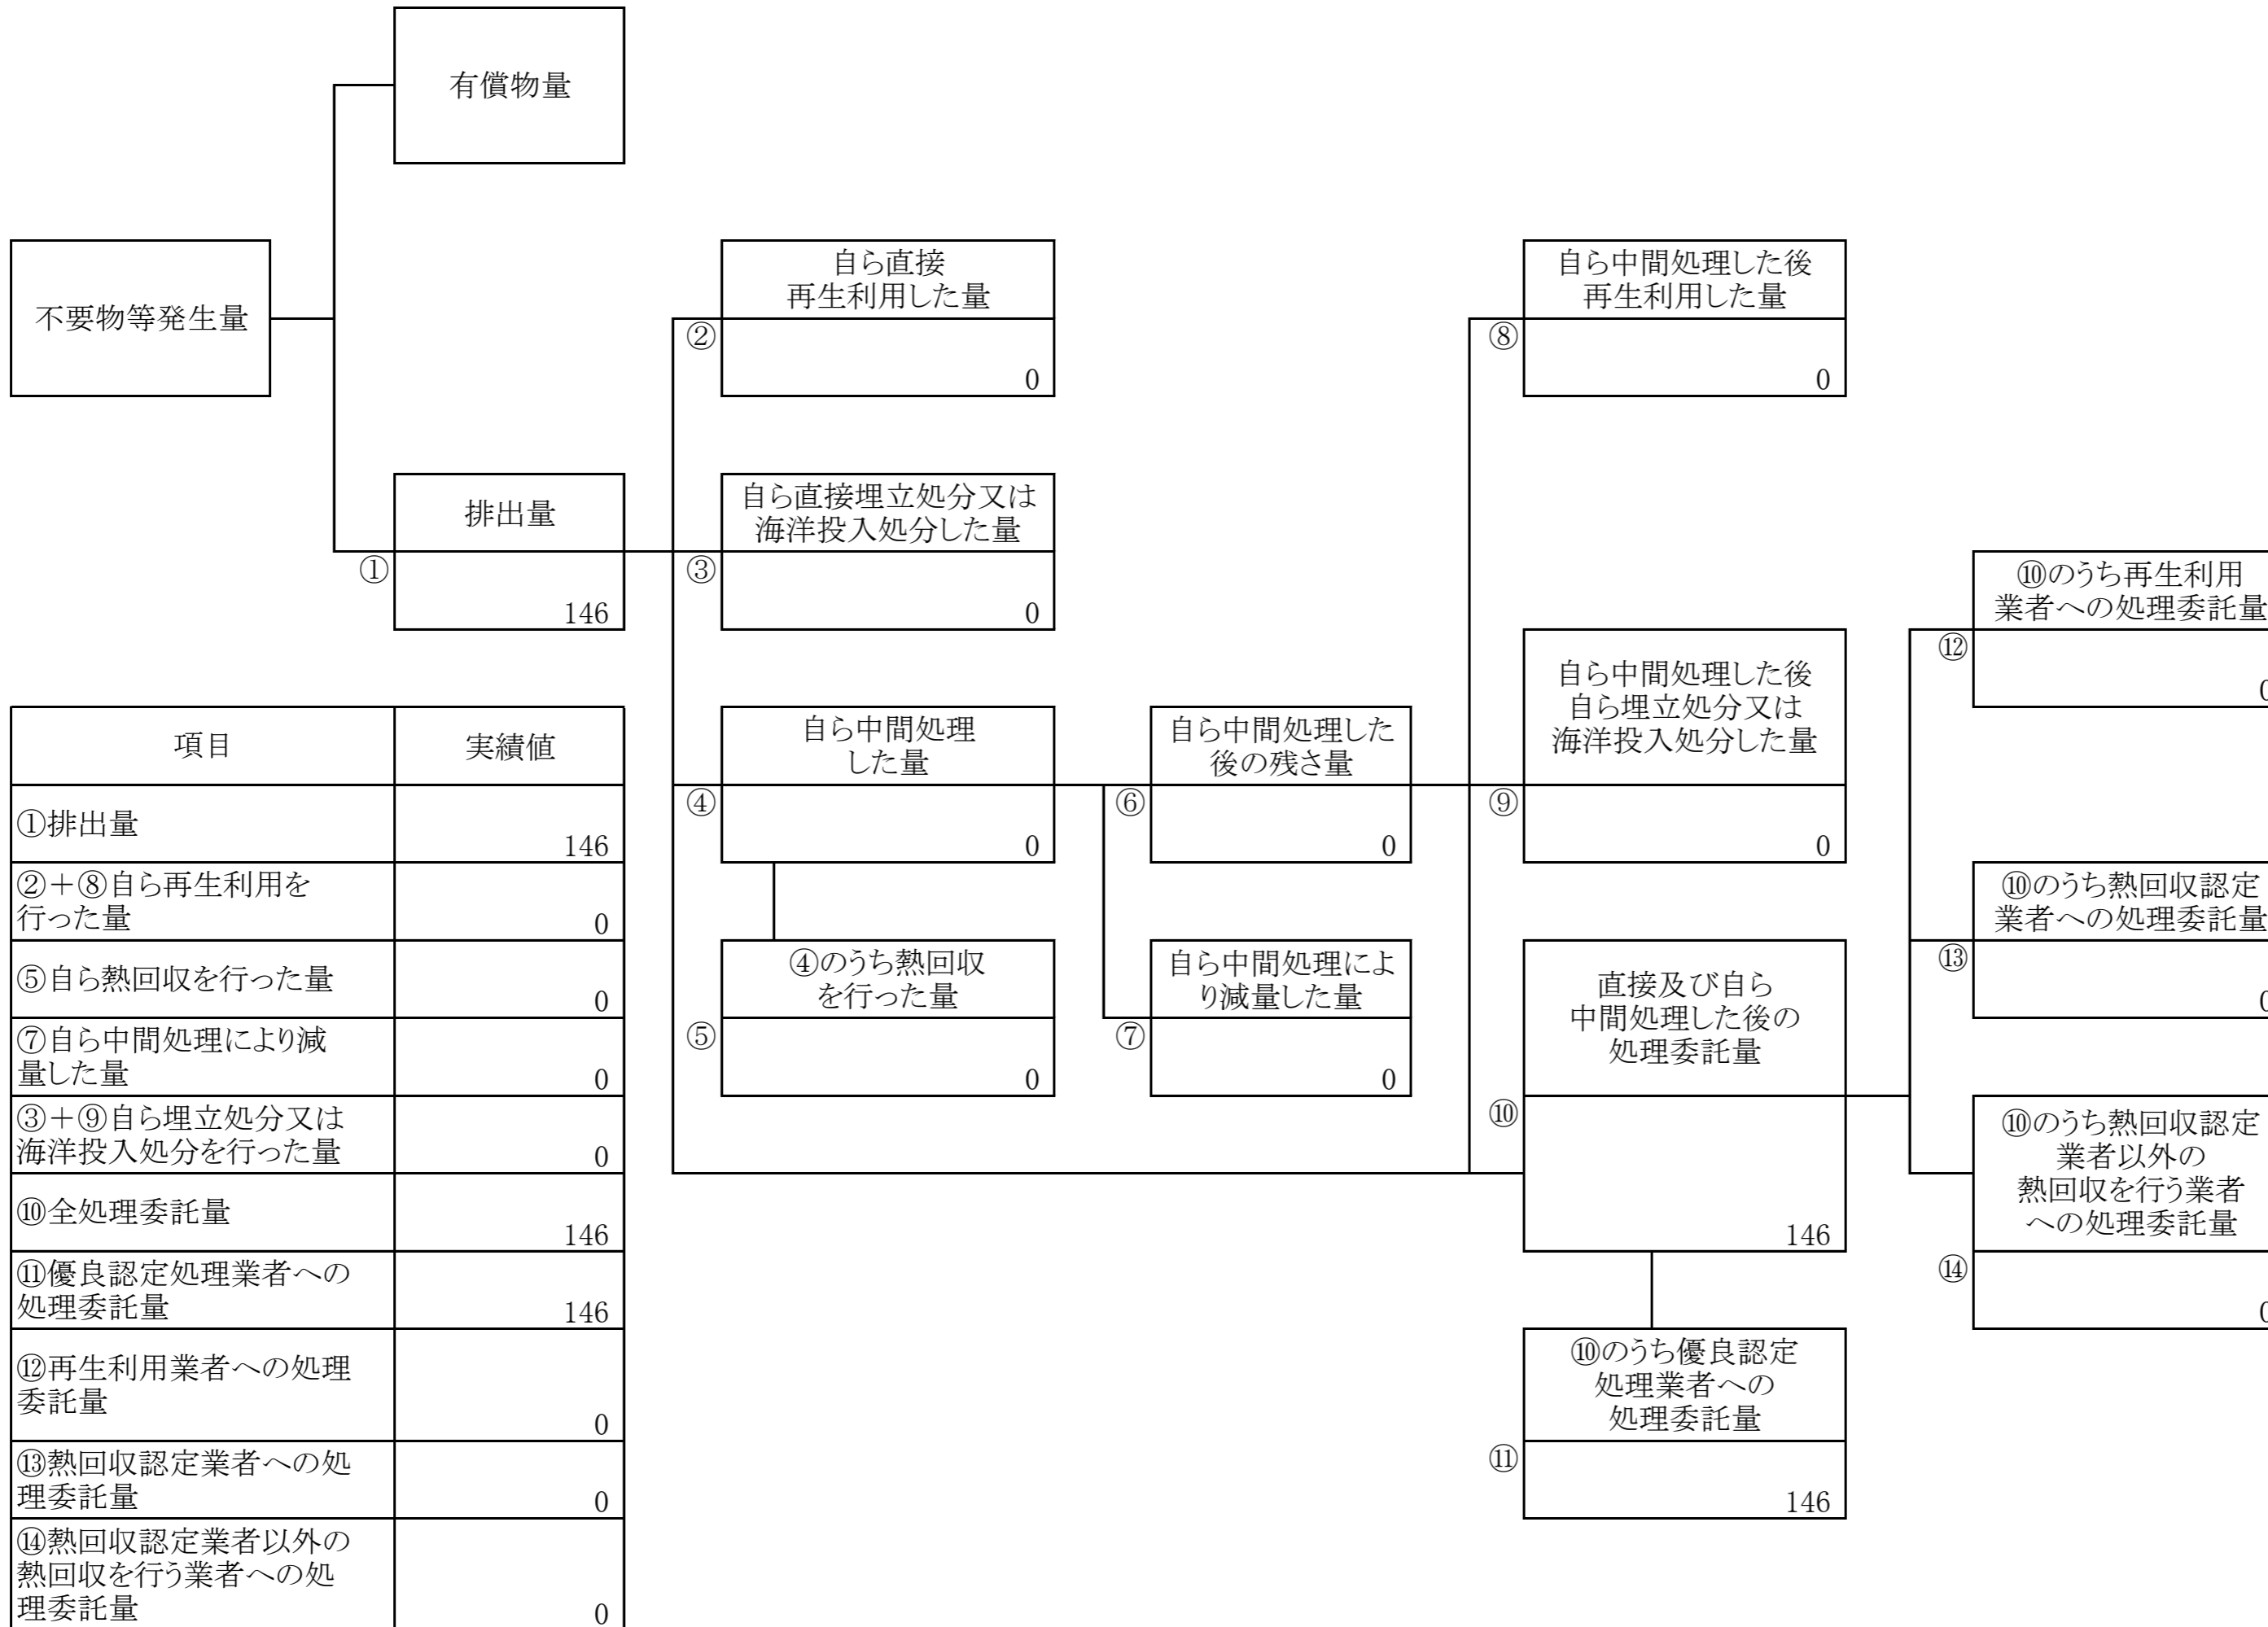 有償物量
不要物等発生量
自ら直接
再生利用した量
②
0
自ら中間処理した後
再生利用した量
⑧
0
排出量
①
146
自ら直接埋立処分又は
海洋投入処分した量
③
0
⑩のうち再生利用
業者への処理委託量
⑫
0
自ら中間処理
した量
④
0
自ら中間処理した
後の残さ量
⑥
0
自ら中間処理した後
自ら埋立処分又は
海洋投入処分した量
⑨
0
⑩のうち熱回収認定
業者への処理委託量
⑬
0
④のうち熱回収
を行った量
⑤
0
自ら中間処理によ
り減量した量
⑦
0
直接及び自ら
中間処理した後の
処理委託量
⑩
146
⑩のうち熱回収認定
業者以外の
熱回収を行う業者
への処理委託量
⑭
0
⑩のうち優良認定
処理業者への
処理委託量
⑪
146
項目
実績値
①排出量
146
②+⑧自ら再生利用を
行った量
0
⑤自ら熱回収を行った量
0
⑦自ら中間処理により減
量した量
0
③+⑨自ら埋立処分又は
海洋投入処分を行った量
0
⑩全処理委託量
146
⑪優良認定処理業者への
処理委託量
146
⑫再生利用業者への処理
委託量
0
⑬熱回収認定業者への処
理委託量
0
⑭熱回収認定業者以外の
熱回収を行う業者への処
理委託量
0